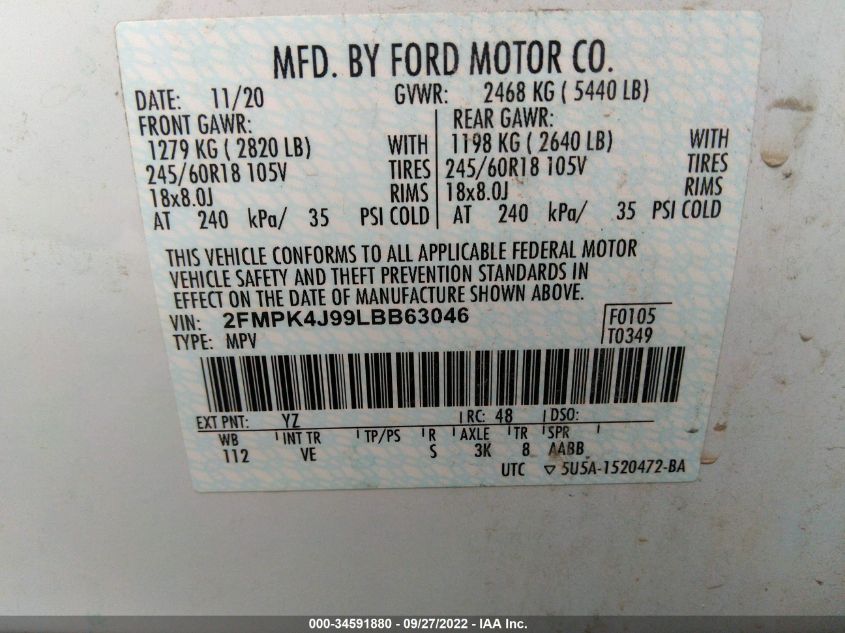 MFD. BY FORD MOTOR CO.
DATE: 11/20 GVWR: 2468 KG ( 5440 LB)
FRONT GAWR: REAR GAWR:
1279 KG ( 2820 LB) WITH 1198 KG ( 2640 LB) WITH
245/60R18 105V TIRES 245/60R18 105V TIRES
18x8.0J RIMS 18x8.0J RIMS
AT 240 kPa/ 35 PSI COLD AT 240 kPa/ 35 PSI COLD
THIS VEHICLE CONFORMS TO ALL APPLICABLE FEDERAL MOTOR
VEHICLE SAFETY AND THEFT PREVENTION STANDARDS IN
EFFECT ON THE DATE OF MANUFACTURE SHOWN ABOVE.
VIN: 2FMPK4J99LBB63046 F0105
TYPE: MPV T0349
EXT PNT: YZ RC: 48 DSO:
WB INT TR TP/PS R AXLE TR SPR
112 VE S 3K 8 AABB
UTC ▽ 5U5A-1520472-BA
000-34591880 - 09/27/2022 - IAA Inc.